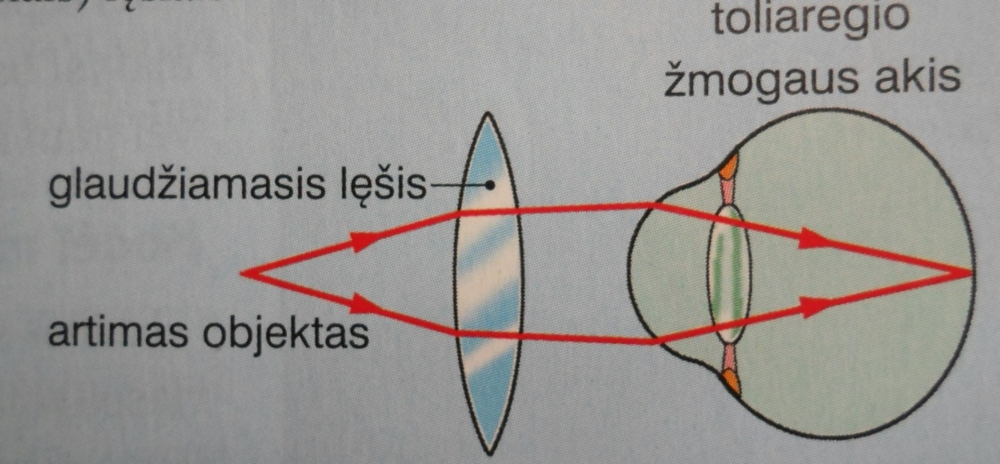 toliaregio
žmogaus akis
glaudžiamasis lęšis
artimas objektas